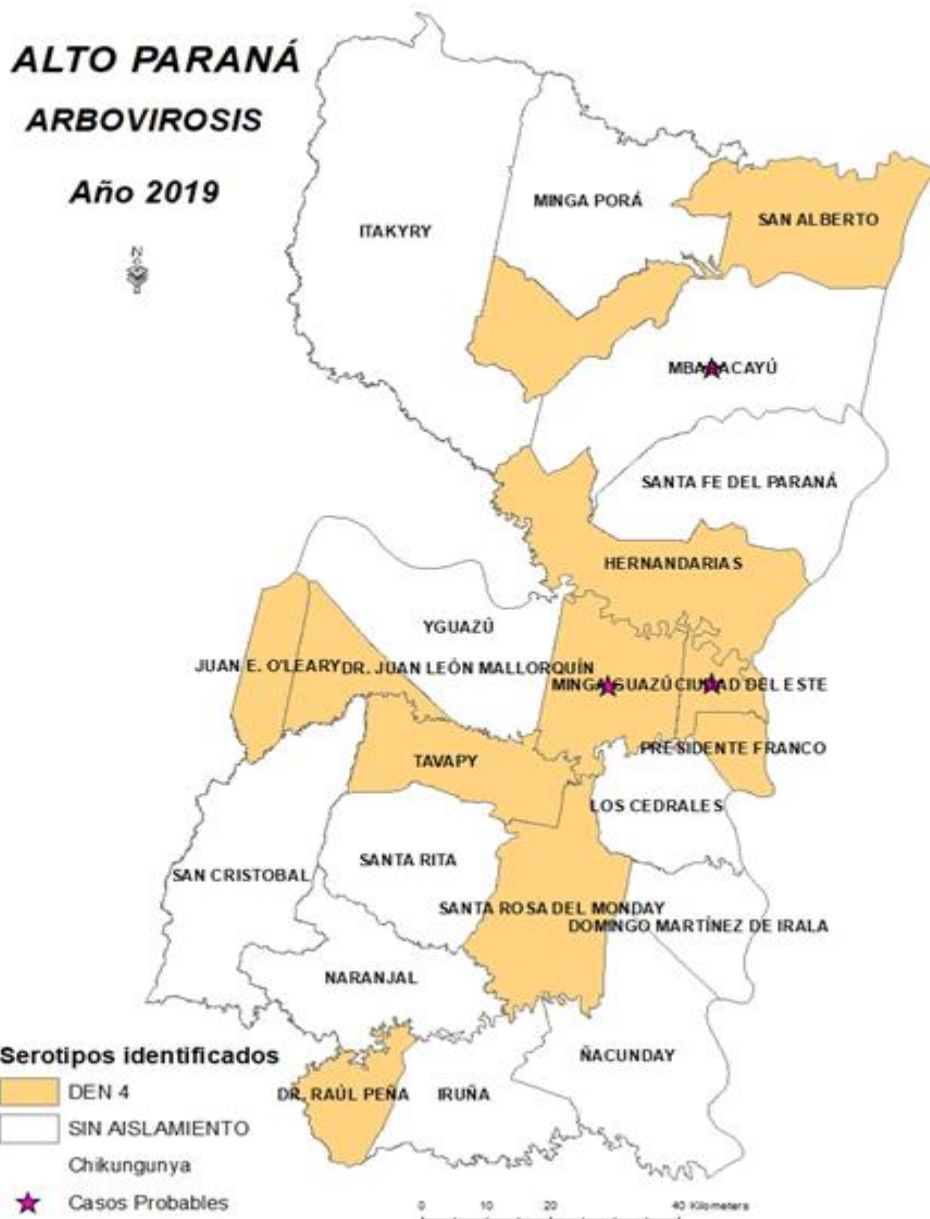 ALTO PARANÁ
ARBOVIROSIS
Año 2019
N
ITAKYRY
MINGA PORÁ
SAN ALBERTO
MBARACAYÚ
SANTA FE DEL PARANÁ
HERNANDARIAS
YGUAZÚ
JUAN E. O'LEARY
DR. JUAN LEÓN MALLORQUÍN
MINGA GUAZÚ
CIUDAD DEL ESTE
PRESIDENTE FRANCO
TAVAPY
LOS CEDRALES
SANTA RITA
SAN CRISTOBAL
SANTA ROSA DEL MONDAY
DOMINGO MARTÍNEZ DE IRALA
NARANJAL
ÑACUNDAY
DR. RAÚL PEÑA
IRUÑA
Serotipos identificados
DEN 4
SIN AISLAMIENTO
Chikungunya
Casos Probables
0 10 20 40 Kilometers